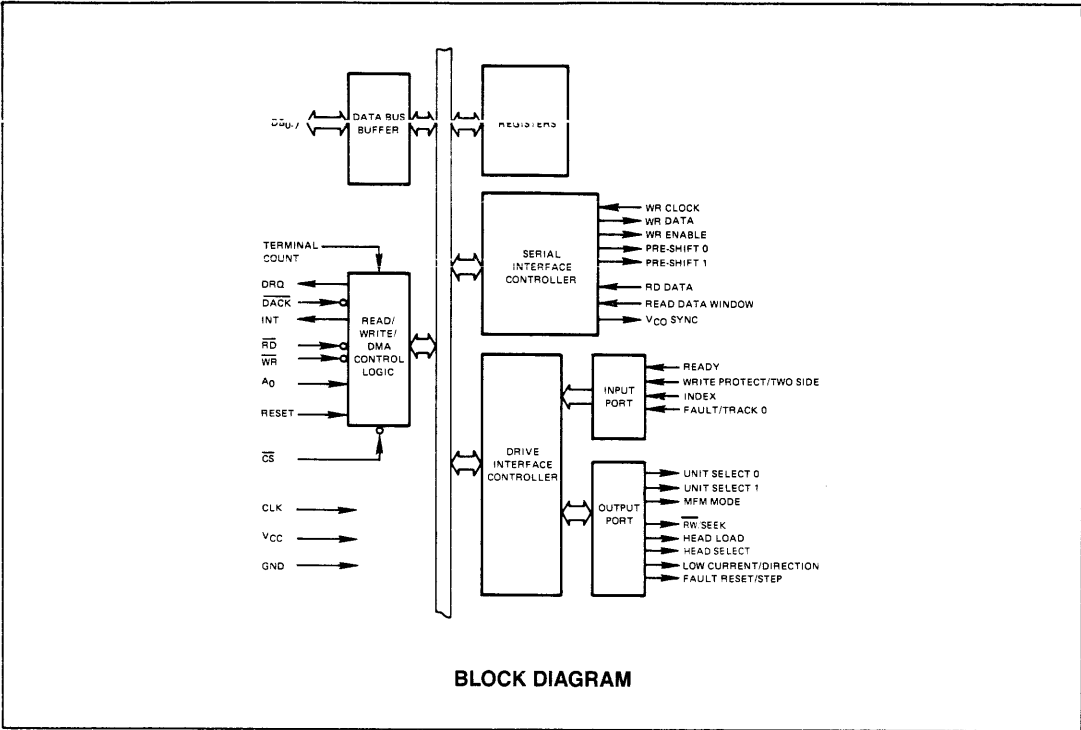 DATA BUS
BUFFER
REGISTERS
TERMINAL
COUNT
DRQ
DACK
INT
RD
WR
A0
RESET
CS
READ/
WRITE/
DMA
CONTROL
LOGIC
CLK
VCC
GND
SERIAL
INTERFACE
CONTROLLER
WR CLOCK
WR DATA
WR ENABLE
PRE-SHIFT 0
PRE-SHIFT 1
RD DATA
READ DATA WINDOW
VCO SYNC
DRIVE
INTERFACE
CONTROLLER
INPUT
PORT
READY
WRITE PROTECT/TWO SIDE
INDEX
FAULT/TRACK 0
OUTPUT
PORT
UNIT SELECT 0
UNIT SELECT 1
MFM MODE
RW/SEEK
HEAD LOAD
HEAD SELECT
LOW CURRENT/DIRECTION
FAULT RESET/STEP
BLOCK DIAGRAM